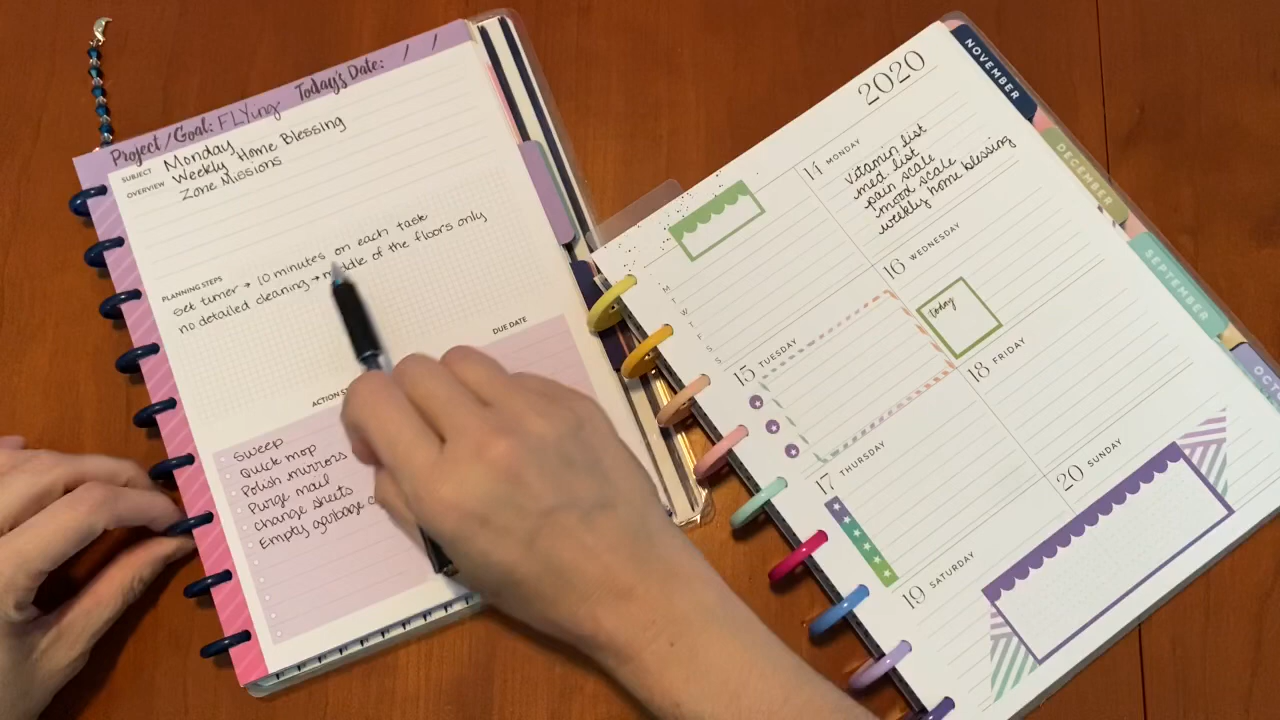 Project/Goal: FLYing Today's Date: / /
SUBJECT Monday
OVERVIEW Weekly Home Blessing
Zone Missions
PLANNING STEPS
set timer → 10 minutes on each task
no detailed cleaning → middle of the floors only
DUE DATE
ACTION
Sweep
Quick mop
Polish mirrors
Purge mail
Change sheets
Empty garbage
2020
14 MONDAY
vitamin list
med list
pain scale
mood scale
weekly home blessing
M
W
T
F
S
S
15 TUESDAY
16 WEDNESDAY
today
17 THURSDAY
18 FRIDAY
19 SATURDAY
20 SUNDAY
NOVEMBER
DECEMBER
SEPTEMBER